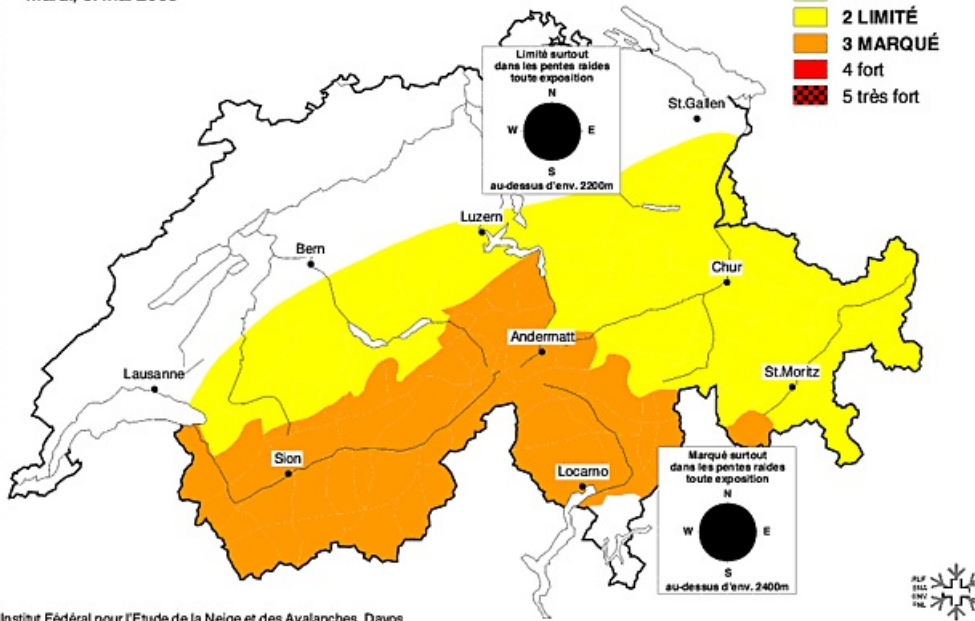 2 LIMITÉ
3 MARQUÉ
4 fort
5 très fort
Limité surtout
dans les pentes raides
toute exposition
N
W
E
S
au-dessus d'env. 2200m
St.Gallen
Luzern
Bern
Chur
Andermatt
Lausanne
St.Moritz
Sion
Locarno
Marqué surtout
dans les pentes raides
toute exposition
N
W
E
S
au-dessus d'env. 2400m
Institut Fédéral pour l'Etude de la Neige et des Avalanches, Davos